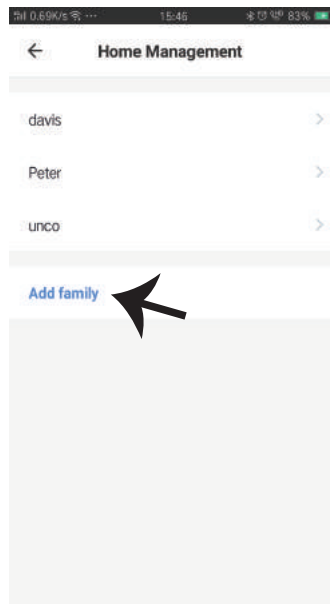 0.69K/s ··· 15:46 83%
Home Management
davis
Peter
unco
Add family